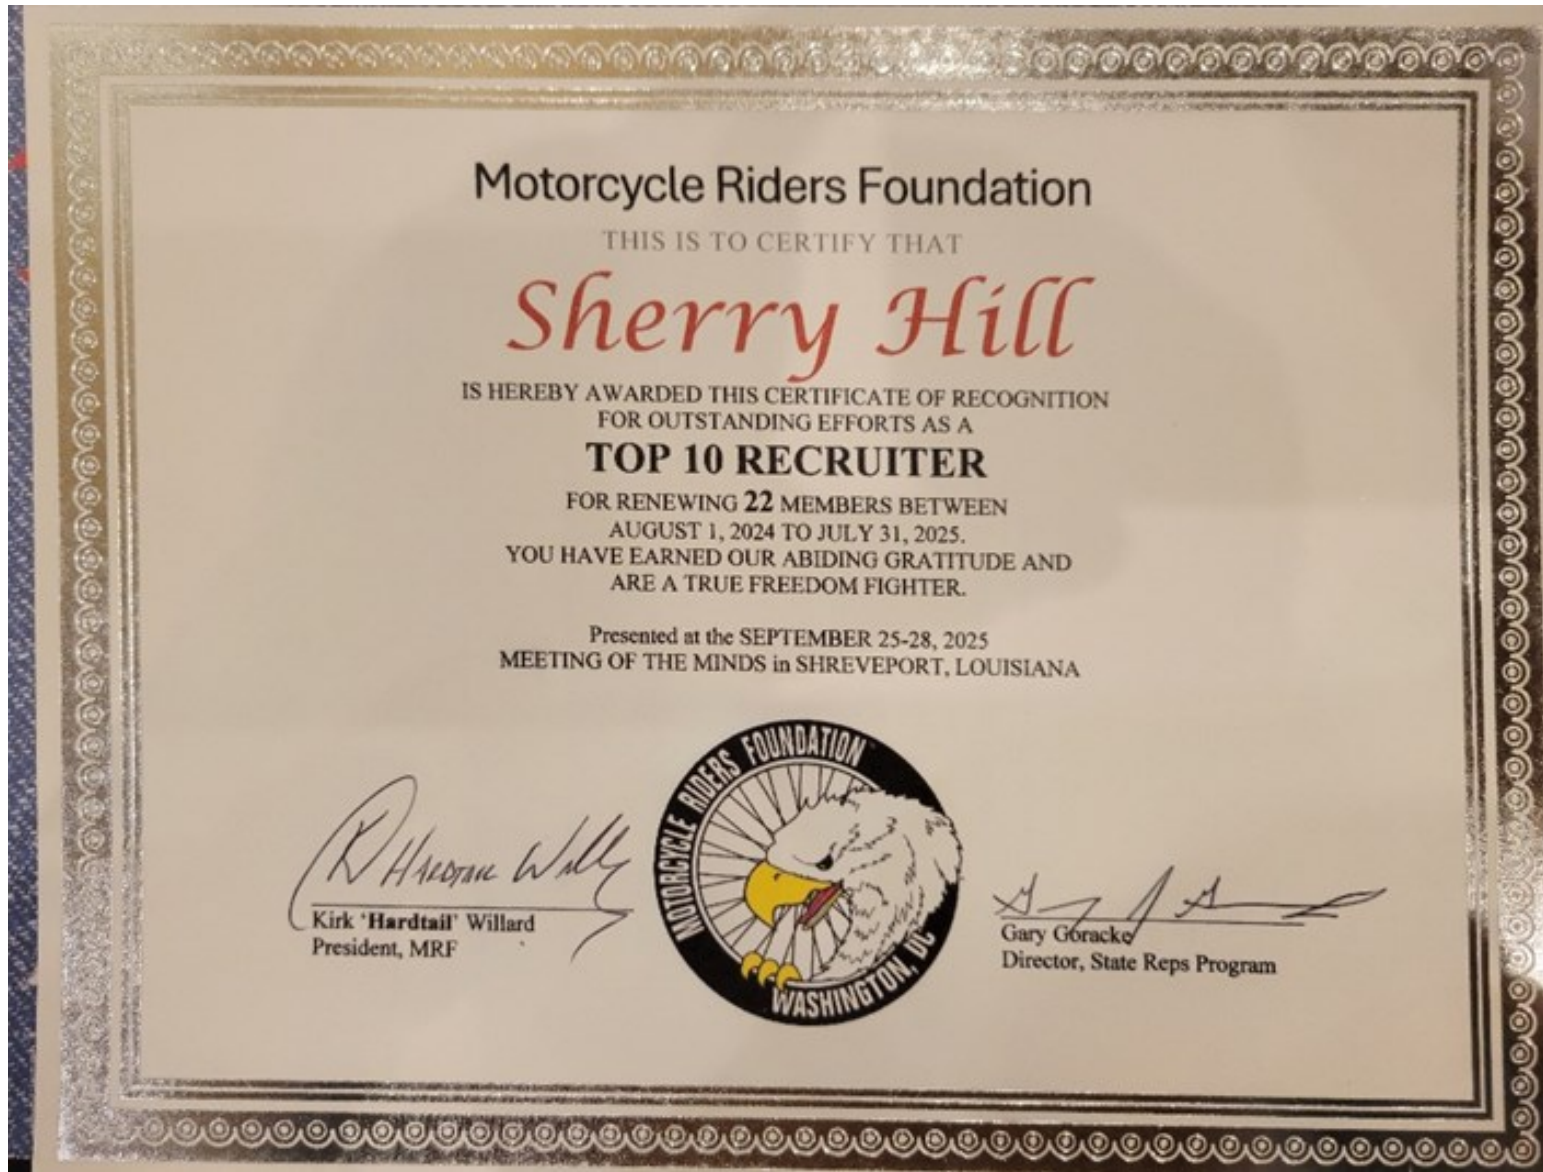 Motorcycle Riders Foundation
THIS IS TO CERTIFY THAT
Sherry Hill
IS HEREBY AWARDED THIS CERTIFICATE OF RECOGNITION
FOR OUTSTANDING EFFORTS AS A
TOP 10 RECRUITER
FOR RENEWING 22 MEMBERS BETWEEN
AUGUST 1, 2024 TO JULY 31, 2025.
YOU HAVE EARNED OUR ABIDING GRATITUDE AND
ARE A TRUE FREEDOM FIGHTER.
Presented at the SEPTEMBER 25-28, 2025
MEETING OF THE MINDS in SHREVEPORT, LOUISIANA
MOTORCYCLE RIDERS FOUNDATION
WASHINGTON, DC
Hardtail Will
Kirk 'Hardtail' Willard
President, MRF
Gary Goracke
Director, State Reps Program